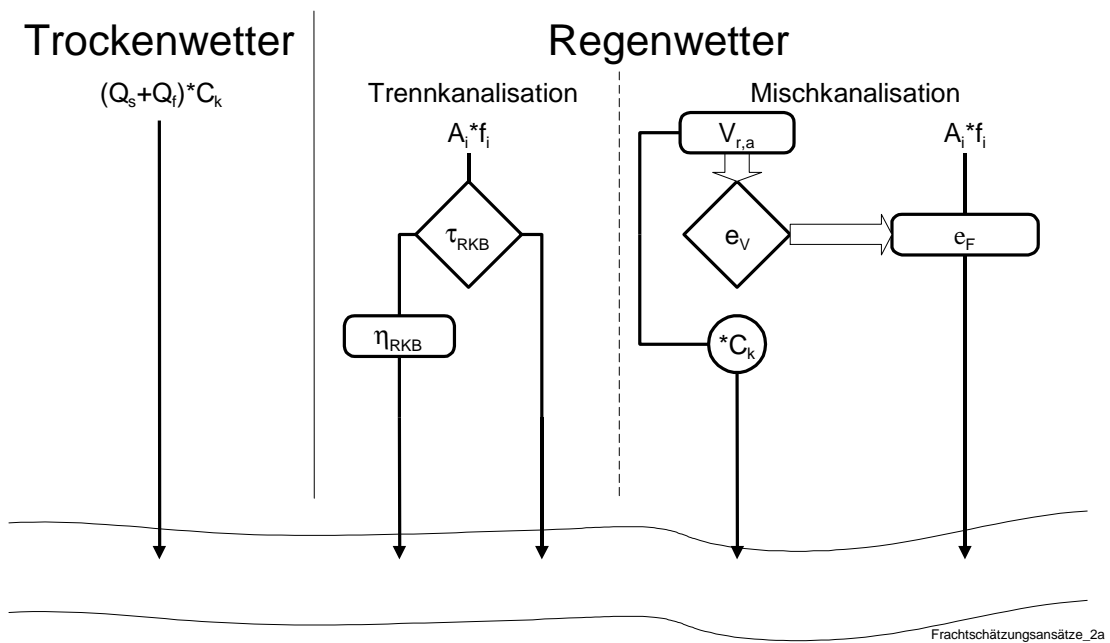 Trockenwetter
(Qs+Qf)*Ck
Regenwetter
Trennkanalisation
Ai*fi
τRKB
ηRKB
Mischkanalisation
Vr,a
Ai*fi
eV
eF
*Ck
Frachtschätzungsansätze_2a